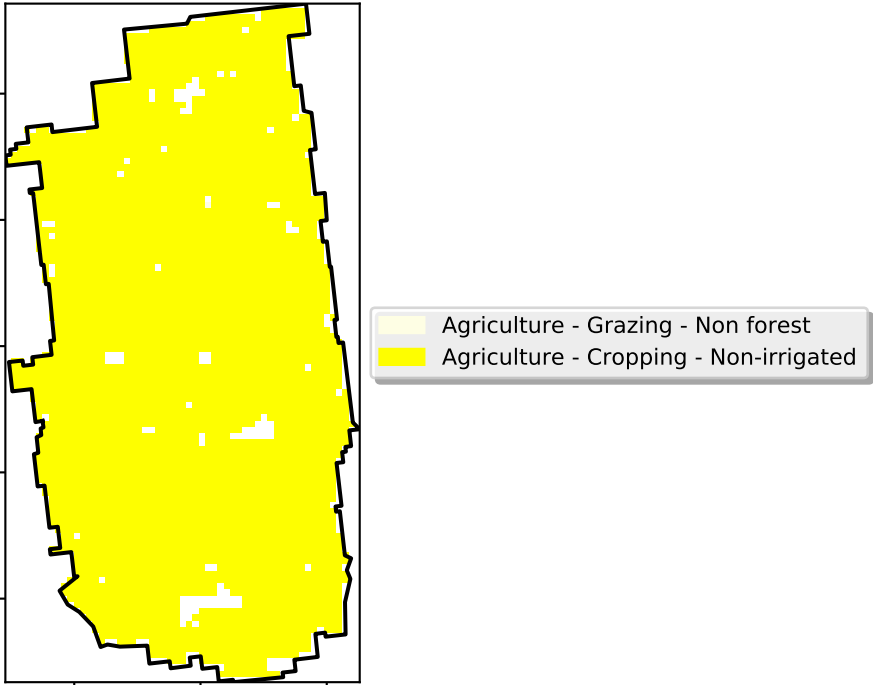 Agriculture - Grazing - Non forest
Agriculture - Cropping - Non-irrigated